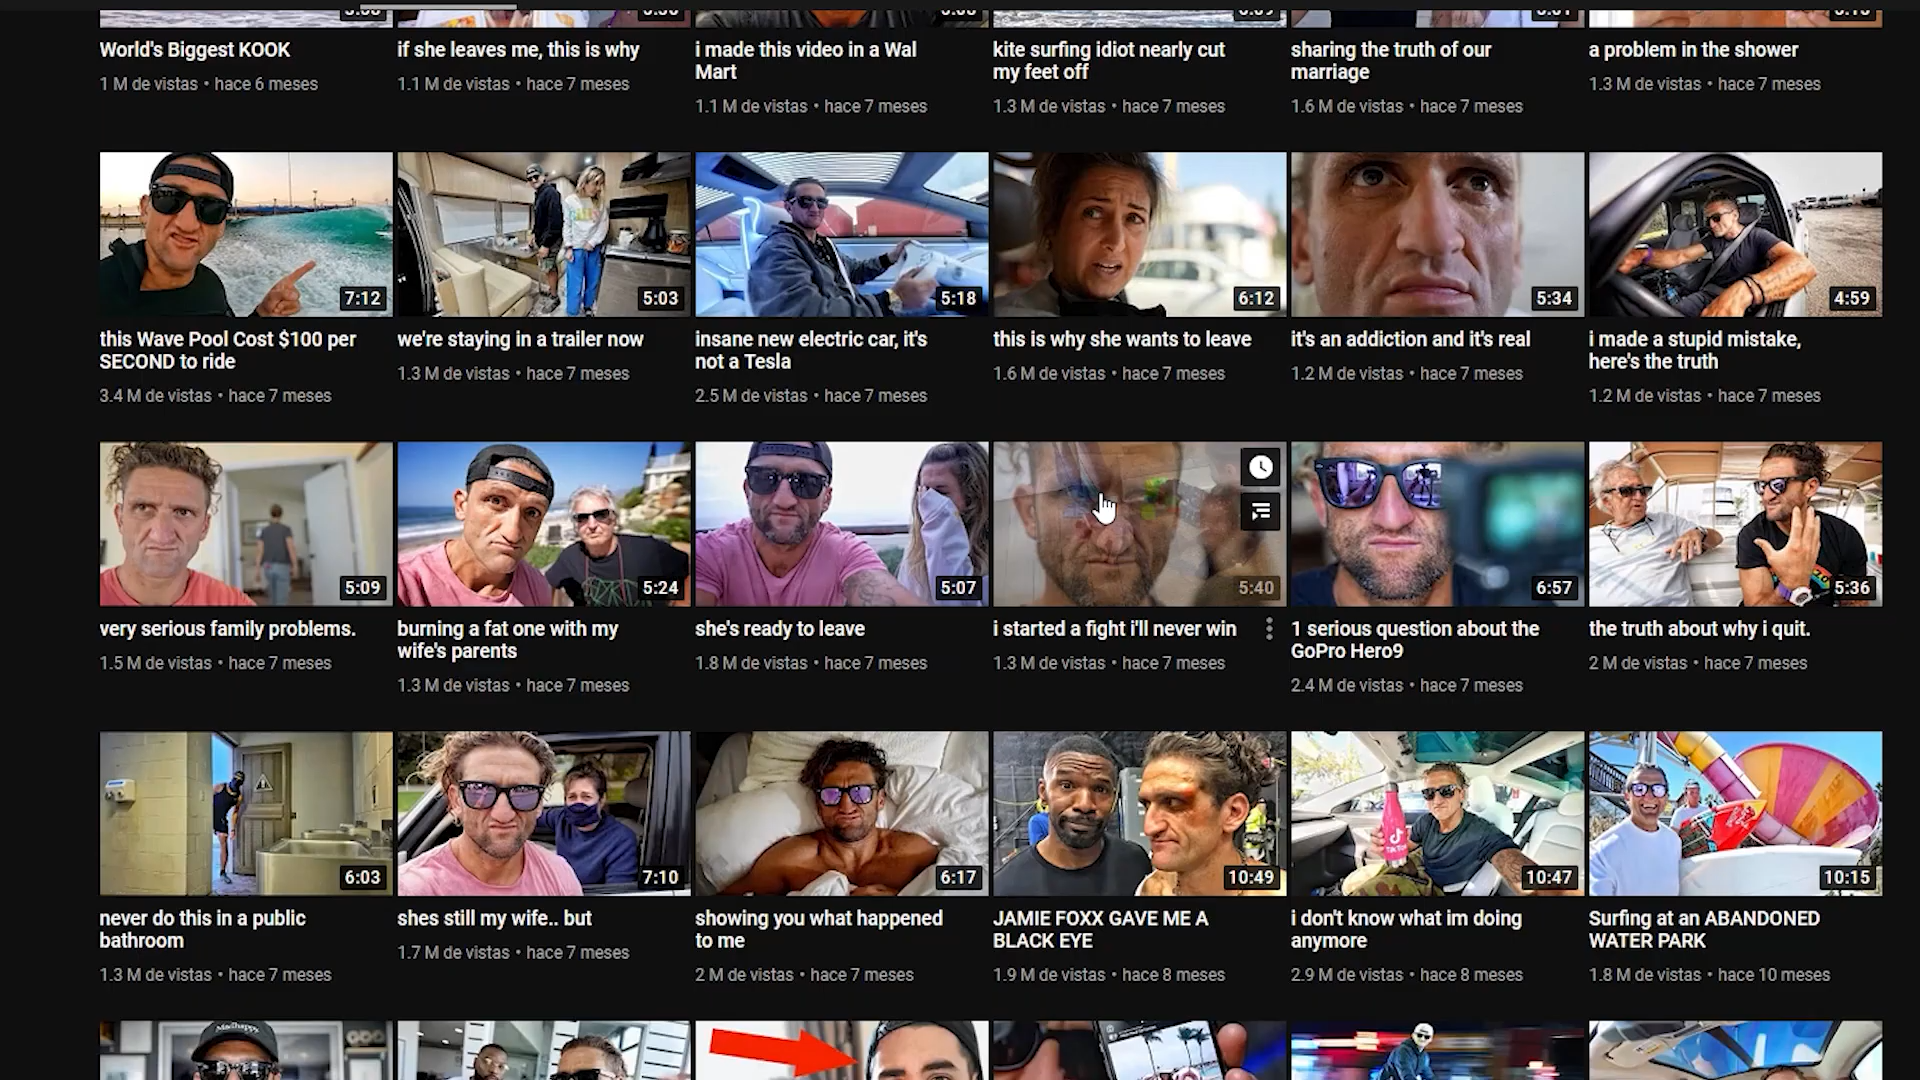 World's Biggest KOOK
1 M de vistas • hace 6 meses
if she leaves me, this is why
1.1 M de vistas • hace 7 meses
i made this video in a Wal
Mart
1.1 M de vistas • hace 7 meses
kite surfing idiot nearly cut
my feet off
1.3 M de vistas • hace 7 meses
sharing the truth of our
marriage
1.6 M de vistas • hace 7 meses
a problem in the shower
1.3 M de vistas • hace 7 meses
7:12
this Wave Pool Cost $100 per
SECOND to ride
3.4 M de vistas • hace 7 meses
5:03
we're staying in a trailer now
1.3 M de vistas • hace 7 meses
5:18
insane new electric car, it's
not a Tesla
2.5 M de vistas • hace 7 meses
6:12
this is why she wants to leave
1.6 M de vistas • hace 7 meses
5:34
it's an addiction and it's real
1.2 M de vistas • hace 7 meses
4:59
i made a stupid mistake,
here's the truth
1.2 M de vistas • hace 7 meses
5:09
very serious family problems.
1.5 M de vistas • hace 7 meses
5:24
burning a fat one with my
wife's parents
1.3 M de vistas • hace 7 meses
5:07
she's ready to leave
1.8 M de vistas • hace 7 meses
5:40
i started a fight i'll never win
1.3 M de vistas • hace 7 meses
6:57
1 serious question about the
GoPro Hero9
2.4 M de vistas • hace 7 meses
5:36
the truth about why i quit.
2 M de vistas • hace 7 meses
6:03
never do this in a public
bathroom
1.3 M de vistas • hace 7 meses
7:10
shes still my wife.. but
1.7 M de vistas • hace 7 meses
6:17
showing you what happened
to me
2 M de vistas • hace 7 meses
10:49
JAMIE FOXX GAVE ME A
BLACK EYE
1.9 M de vistas • hace 8 meses
TikTok
10:47
i don't know what im doing
anymore
2.9 M de vistas • hace 8 meses
10:15
Surfing at an ABANDONED
WATER PARK
1.8 M de vistas • hace 10 meses
Madhappy